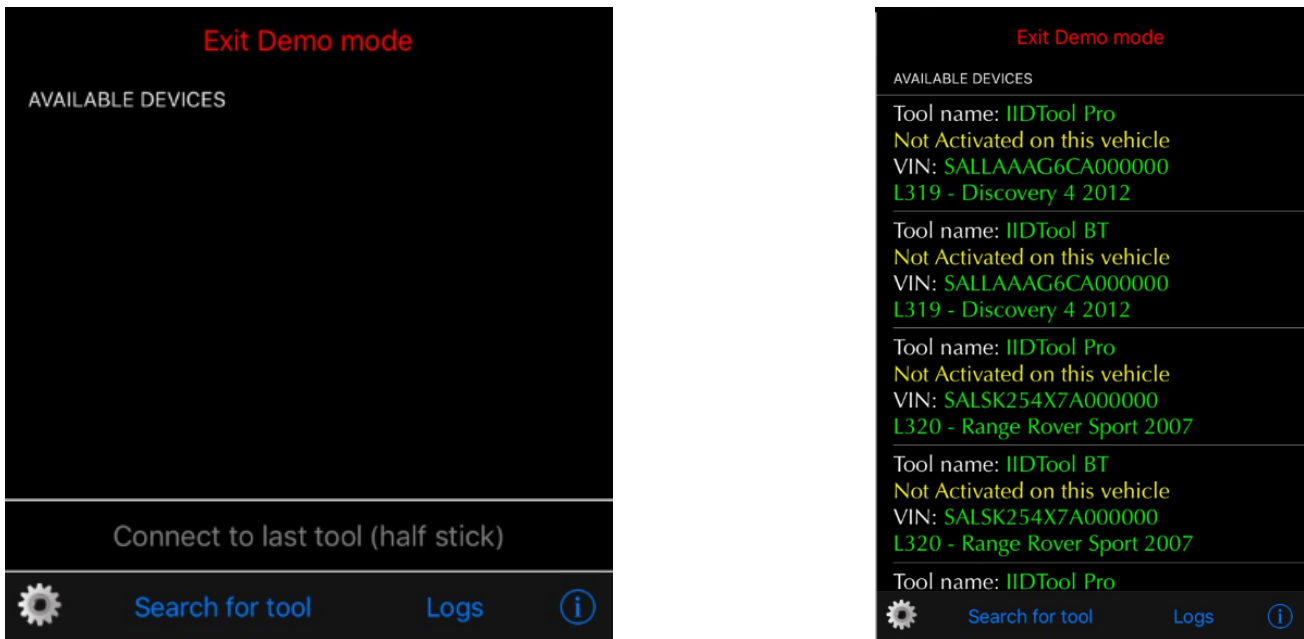 Exit Demo mode
AVAILABLE DEVICES
Connect to last tool (half stick)
Search for tool Logs i
Exit Demo mode
AVAILABLE DEVICES
Tool name: IIDTool Pro
Not Activated on this vehicle
VIN: SALLAAAG6CA000000
L319 - Discovery 4 2012
Tool name: IIDTool BT
Not Activated on this vehicle
VIN: SALLAAAG6CA000000
L319 - Discovery 4 2012
Tool name: IIDTool Pro
Not Activated on this vehicle
VIN: SALSK254X7A000000
L320 - Range Rover Sport 2007
Tool name: IIDTool BT
Not Activated on this vehicle
VIN: SALSK254X7A000000
L320 - Range Rover Sport 2007
Tool name: IIDTool Pro
Search for tool Logs i